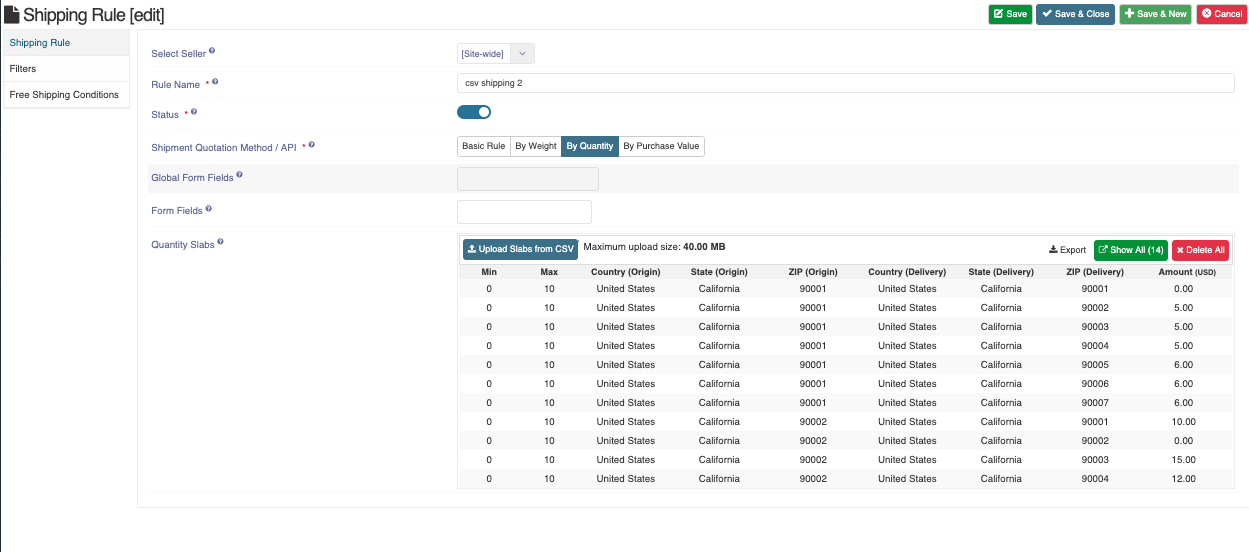 Shipping Rule [edit]
Save
Save & Close
Save & New
Cancel
Shipping Rule
Filters
Free Shipping Conditions
Select Seller
[Site-wide]
Rule Name *
csv shipping 2
Status *
Shipment Quotation Method / API *
Basic Rule By Weight By Quantity By Purchase Value
Global Form Fields
Form Fields
Quantity Slabs
Upload Slabs from CSV Maximum upload size: 40.00 MB Export Show All (14) Delete All
Min Max Country (Origin) State (Origin) ZIP (Origin) Country (Delivery) State (Delivery) ZIP (Delivery) Amount (USD)
0 10 United States California 90001 United States California 90001 0.00
0 10 United States California 90001 United States California 90002 5.00
0 10 United States California 90001 United States California 90003 5.00
0 10 United States California 90001 United States California 90004 5.00
0 10 United States California 90001 United States California 90005 6.00
0 10 United States California 90001 United States California 90006 6.00
0 10 United States California 90001 United States California 90007 6.00
0 10 United States California 90002 United States California 90001 10.00
0 10 United States California 90002 United States California 90002 0.00
0 10 United States California 90002 United States California 90003 15.00
0 10 United States California 90002 United States California 90004 12.00